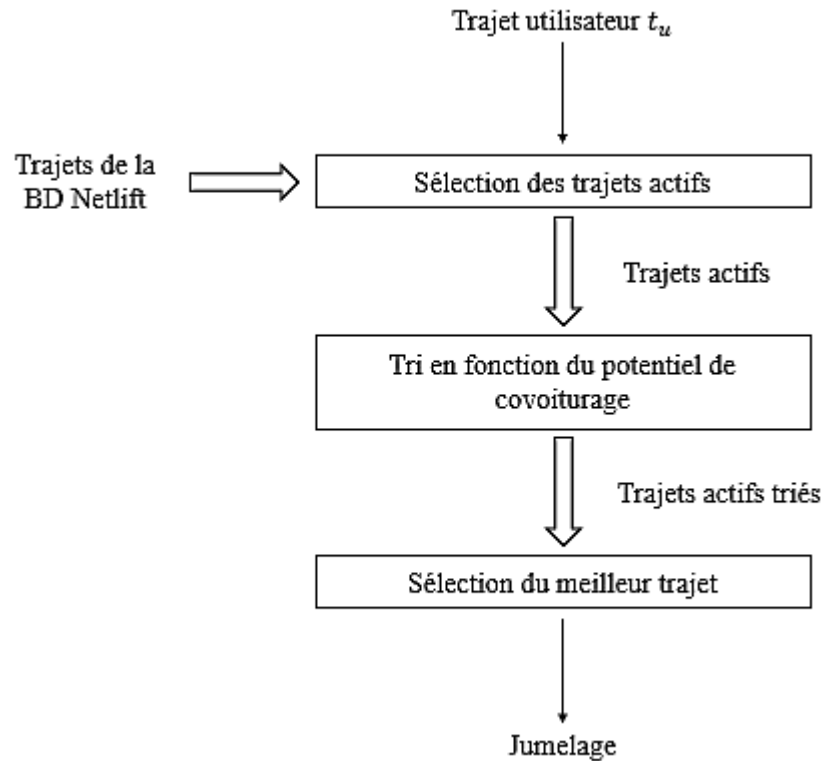 Trajet utilisateur t_u
Trajets de la
BD Netlift
Sélection des trajets actifs
Trajets actifs
Tri en fonction du potentiel de
covoiturage
Trajets actifs triés
Sélection du meilleur trajet
Jumelage